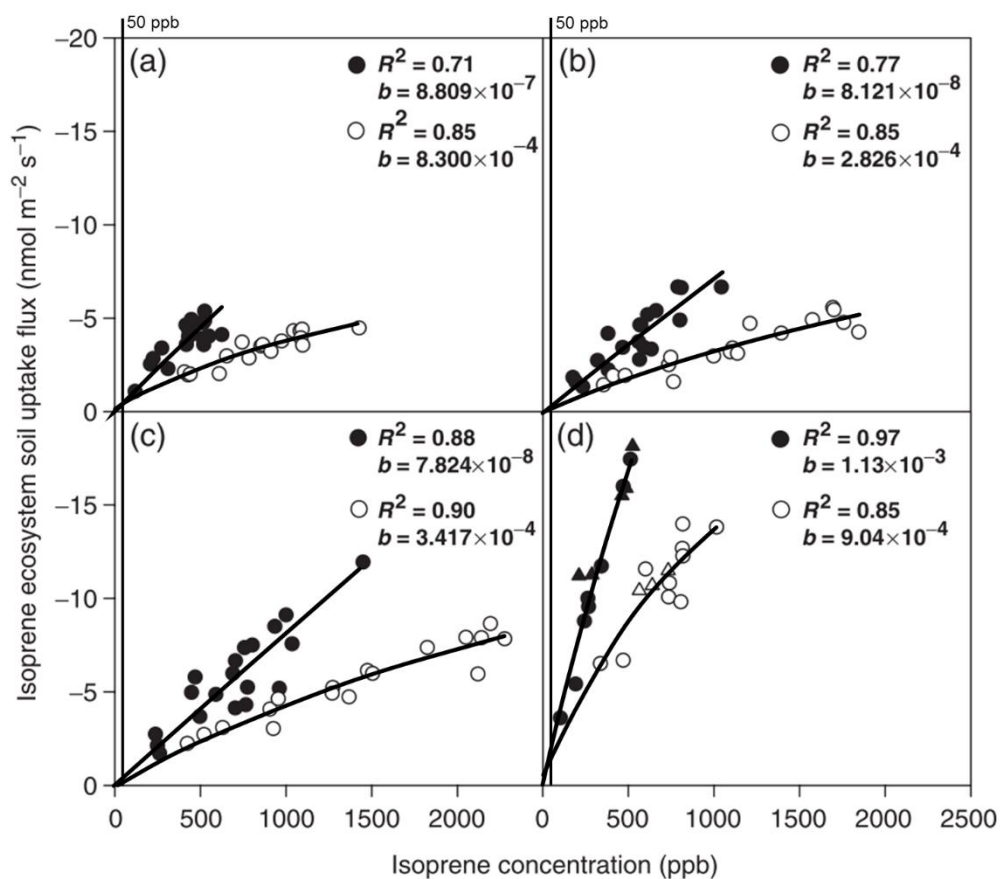 50 ppb
50 ppb
Isoprene ecosystem soil uptake flux (nmol m⁻² s⁻¹)
−20
−15
−10
−5
0
(a)
R² = 0.71
b = 8.809×10⁻⁷
R² = 0.85
b = 8.300×10⁻⁴
(b)
R² = 0.77
b = 8.121×10⁻⁸
R² = 0.85
b = 2.826×10⁻⁴
−15
−10
−5
0
(c)
R² = 0.88
b = 7.824×10⁻⁸
R² = 0.90
b = 3.417×10⁻⁴
(d)
R² = 0.97
b = 1.13×10⁻³
R² = 0.85
b = 9.04×10⁻⁴
0 500 1000 1500 2000 0 500 1000 1500 2000 2500
Isoprene concentration (ppb)